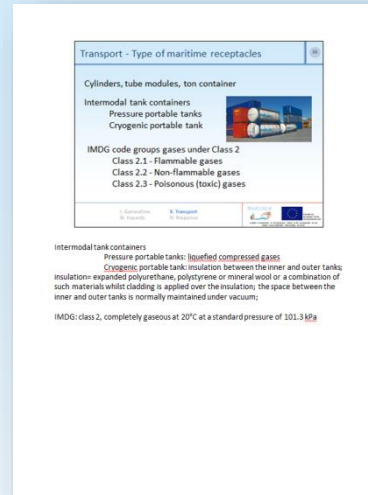 Transport - Type of maritime receptacles
Cylinders, tube modules, ton container
Intermodal tank containers
Pressure portable tanks
Cryogenic portable tank
IMDG code groups gases under Class 2
Class 2.1 - Flammable gases
Class 2.2 - Non-flammable gases
Class 2.3 - Poisonous (toxic) gases
II. Transport
Intermodal tank containers
Pressure portable tanks: liquefied compressed gases
Cryogenic portable tank: insulation between the inner and outer tanks;
insulation= expanded polyurethane, polystyrene or mineral wool or a combination of
such materials whilst cladding is applied over the insulation; the space between the
inner and outer tanks is normally maintained under vacuum;
IMDG: class 2, completely gaseous at 20°C at a standard pressure of 101.3 kPa